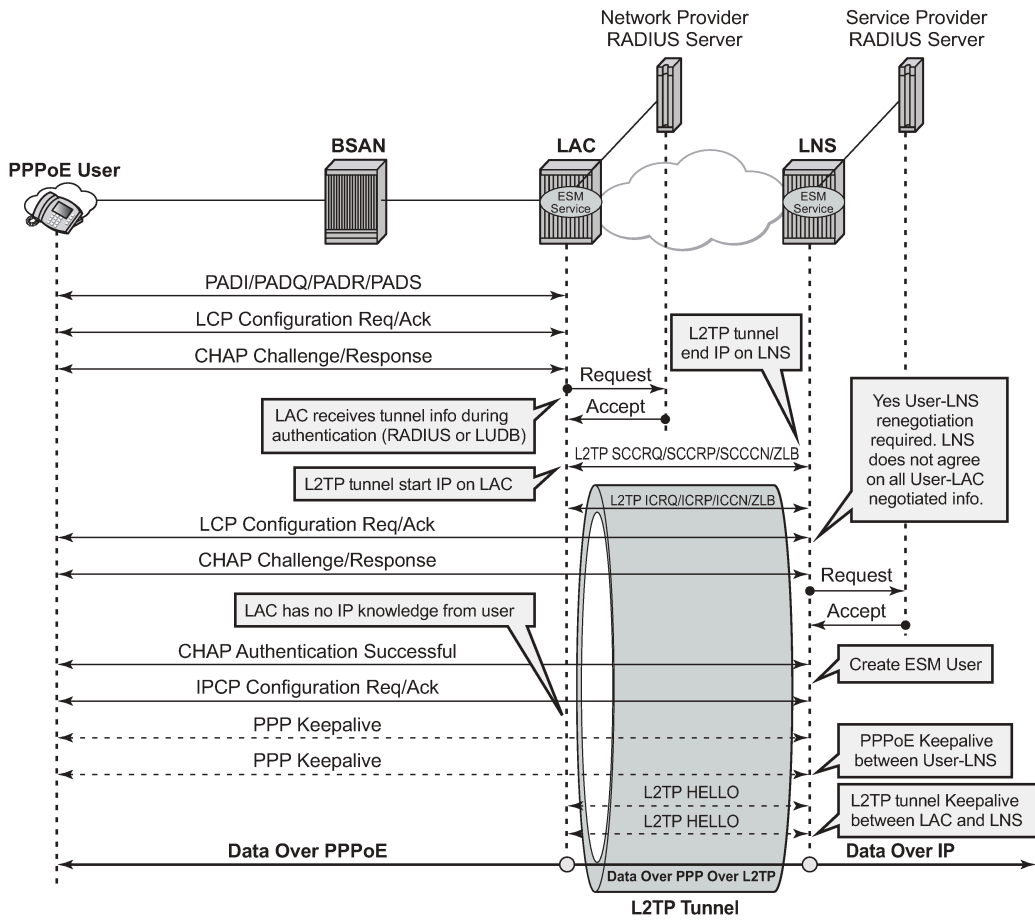 Network Provider
RADIUS Server
Service Provider
RADIUS Server
BSAN
LAC
LNS
PPPoE User
ESM
Service
ESM
Service
PADI/PADQ/PADR/PADS
LCP Configuration Req/Ack
L2TP tunnel
end IP on LNS
CHAP Challenge/Response
Request
Accept
LAC receives tunnel info during
authentication (RADIUS or LUDB)
Yes User-LNS
renegotiation
required. LNS
does not agree
on all User-LAC
negotiated info.
L2TP SCCRQ/SCCRP/SCCCN/ZLB
L2TP tunnel start IP on LAC
L2TP ICRQ/ICRP/ICCN/ZLB
LCP Configuration Req/Ack
CHAP Challenge/Response
Request
LAC has no IP knowledge from user
Accept
CHAP Authentication Successful
Create ESM User
IPCP Configuration Req/Ack
PPP Keepalive
PPP Keepalive
PPPoE Keepalive
between User-LNS
L2TP HELLO
L2TP HELLO
L2TP tunnel Keepalive
between LAC and LNS
Data Over PPPoE
Data Over IP
Data Over PPP Over L2TP
L2TP Tunnel